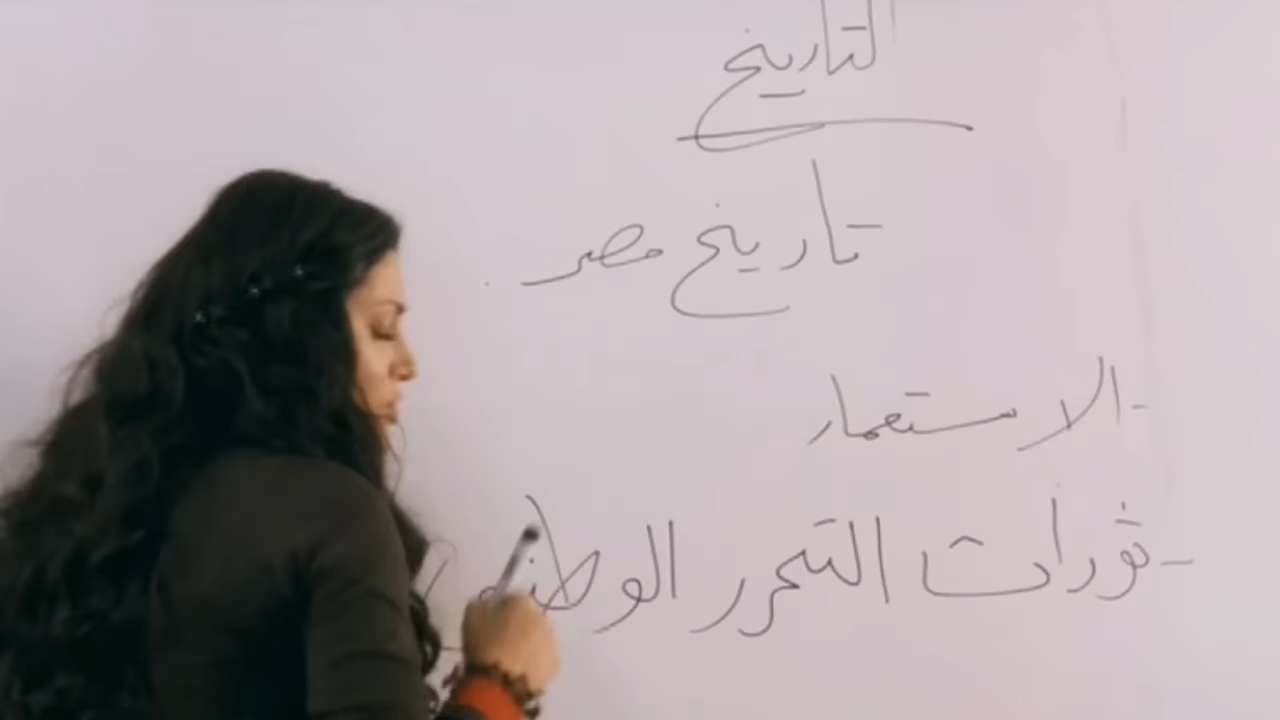 التاريخ
تاريخ مصر
- الاستعمار
- ثورات التحرر